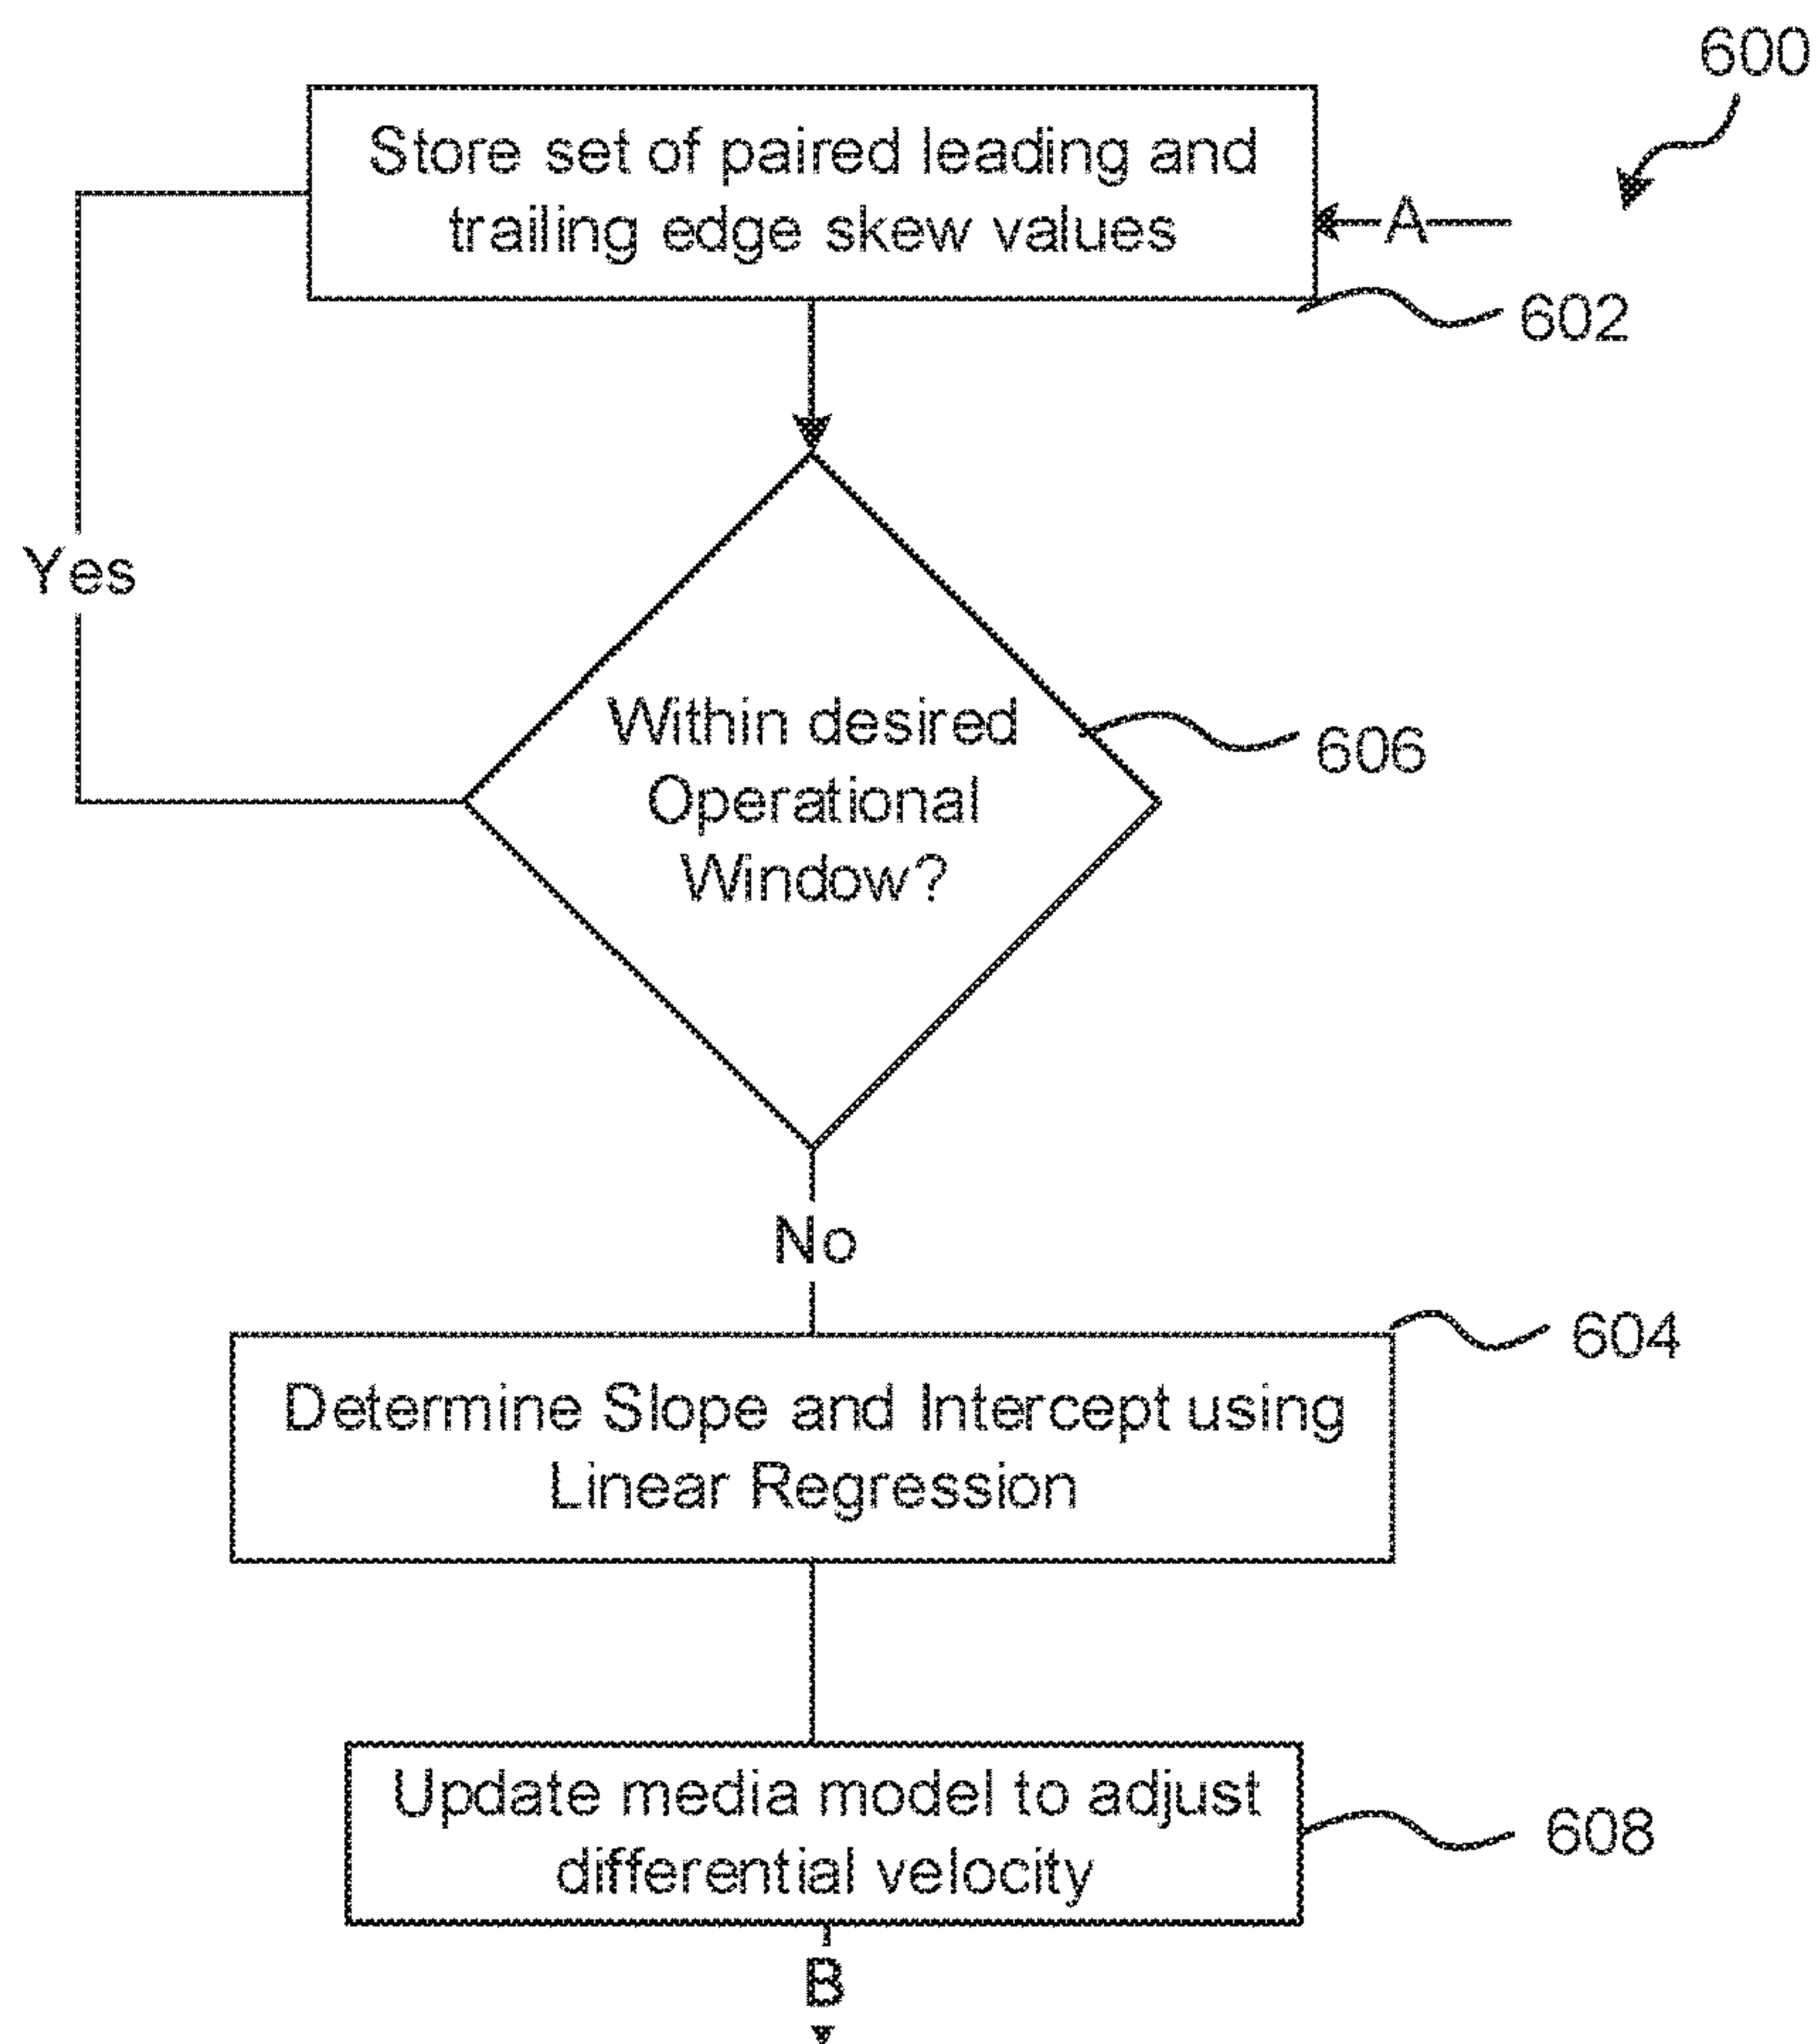 600
Store set of paired leading and
trailing edge skew values
A
602
Yes
Within desired
Operational
Window?
606
No
604
Determine Slope and Intercept using
Linear Regression
Update media model to adjust
differential velocity
608
B